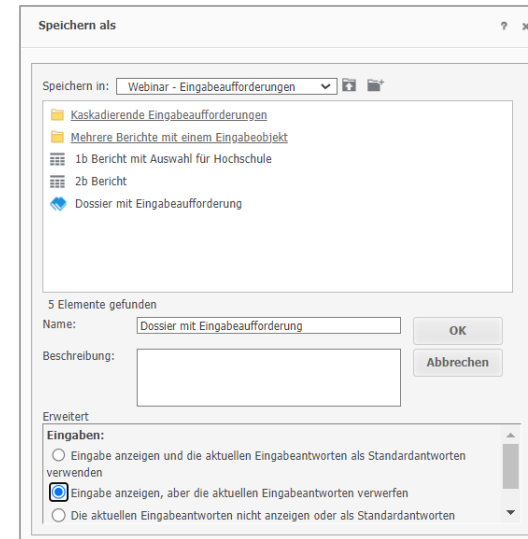 Speichern als
?
Speichern in: Webinar - Eingabeaufforderungen
Kaskadierende Eingabeaufforderungen
Mehrere Berichte mit einem Eingabeobjekt
1b Bericht mit Auswahl für Hochschule
2b Bericht
Dossier mit Eingabeaufforderung
5 Elemente gefunden
Name: Dossier mit Eingabeaufforderung
OK
Beschreibung:
Abbrechen
Erweitert
Eingaben:
Eingabe anzeigen und die aktuellen Eingabeantworten als Standardantworten
verwenden
Eingabe anzeigen, aber die aktuellen Eingabeantworten verwerfen
Die aktuellen Eingabeantworten nicht anzeigen oder als Standardantworten